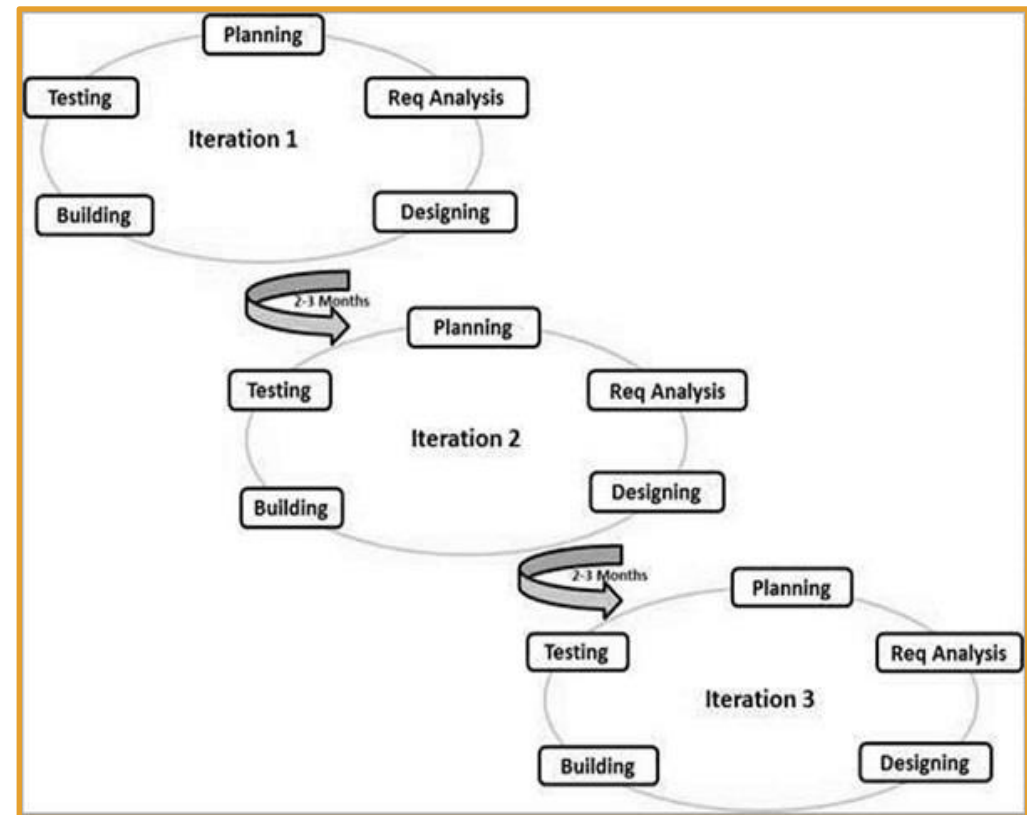 Planning
Testing
Req Analysis
Iteration 1
Building
Designing
2-3 Months
Planning
Testing
Req Analysis
Iteration 2
Building
Designing
2-3 Months
Planning
Testing
Req Analysis
Iteration 3
Building
Designing